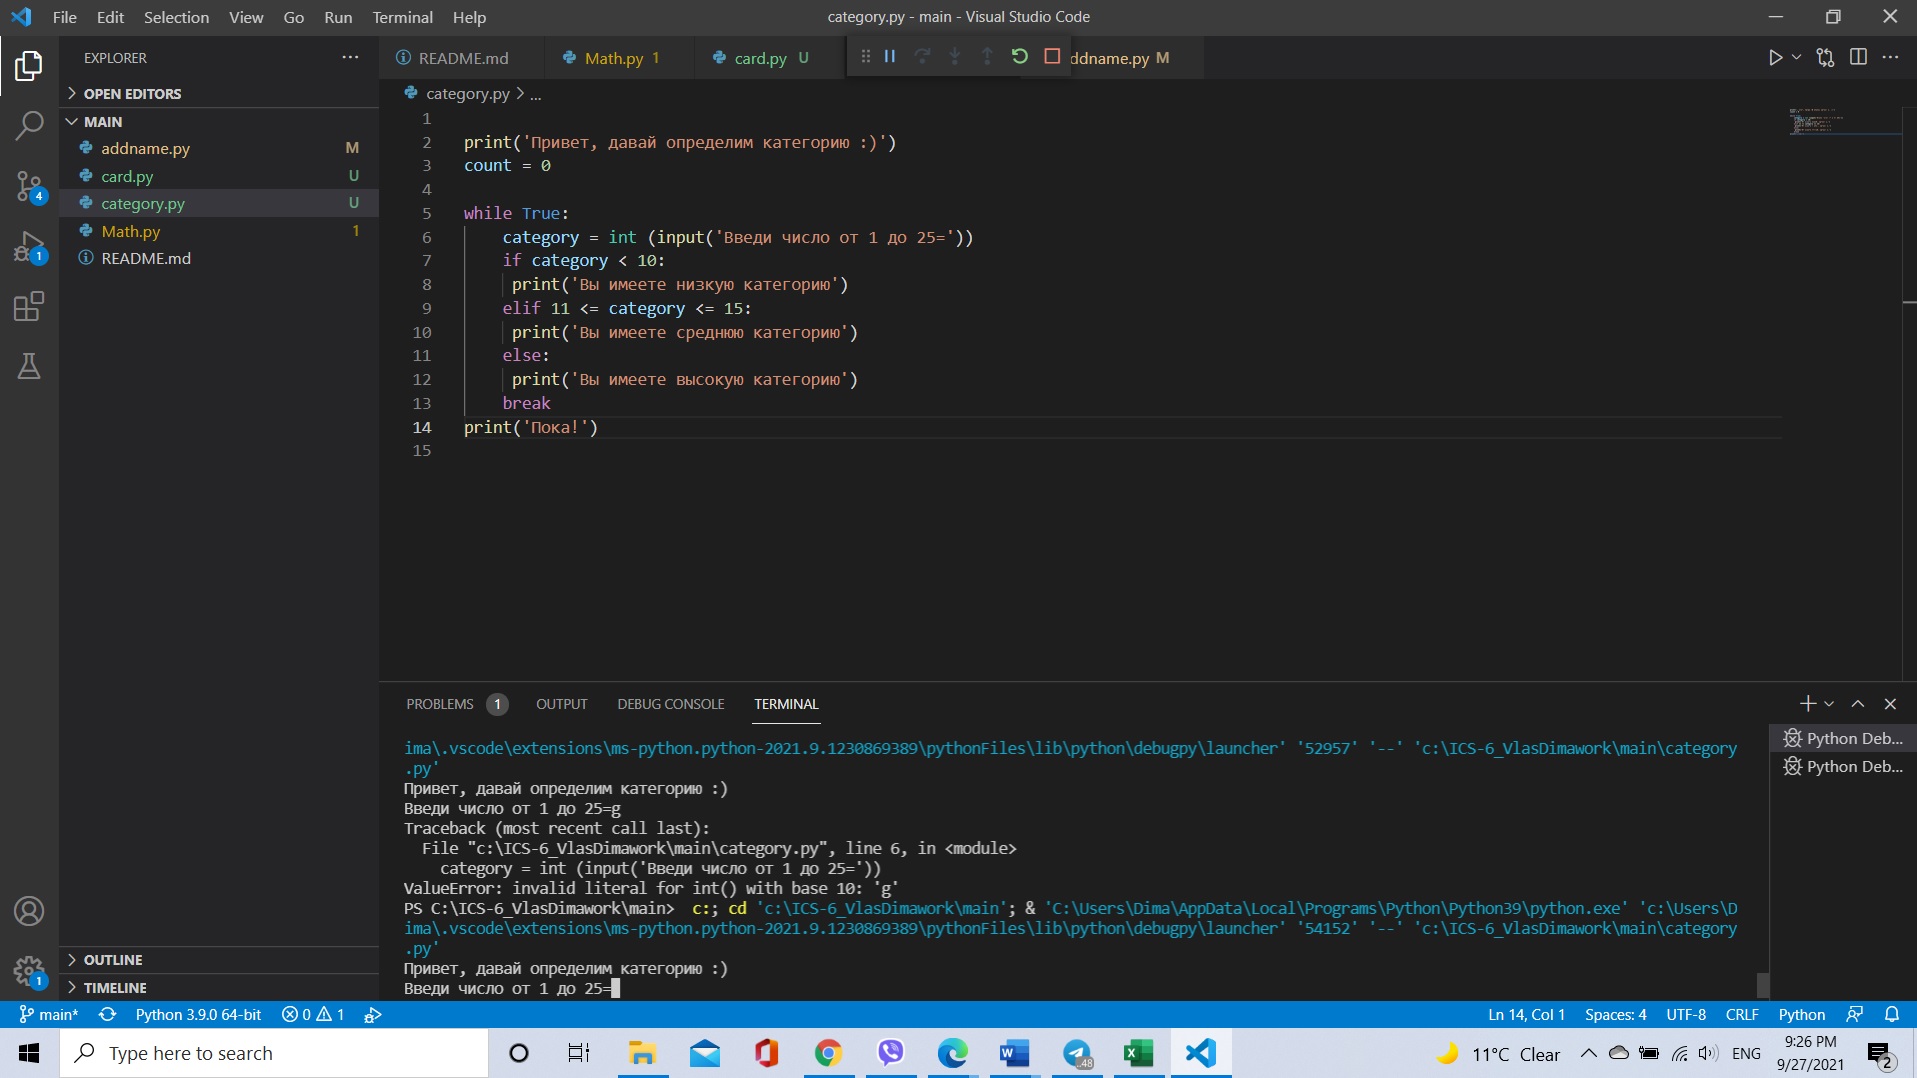 File Edit Selection View Go Run Terminal Help
category.py - main - Visual Studio Code
EXPLORER
OPEN EDITORS
MAIN
addname.py M
card.py U
category.py U
Math.py 1
README.md
OUTLINE
TIMELINE
4
1
1
README.md Math.py 1 card.py U ddname.py M
category.py > ...
1
2 print('Привет, давай определим категорию :)')
3 count = 0
4
5 while True:
6 category = int (input('Введи число от 1 до 25='))
7 if category < 10:
8 print('Вы имеете низкую категорию')
9 elif 11 <= category <= 15:
10 print('Вы имеете среднюю категорию')
11 else:
12 print('Вы имеете высокую категорию')
13 break
14 print('Пока!')
15
PROBLEMS 1 OUTPUT DEBUG CONSOLE TERMINAL
ima\.vscode\extensions\ms-python.python-2021.9.1230869389\pythonFiles\lib\python\debugpy\launcher' '52957' '--' 'c:\ICS-6_VlasDimawork\main\category
.py'
Привет, давай определим категорию :)
Введи число от 1 до 25=g
Traceback (most recent call last):
File "c:\ICS-6_VlasDimawork\main\category.py", line 6, in <module>
category = int (input('Введи число от 1 до 25='))
ValueError: invalid literal for int() with base 10: 'g'
PS C:\ICS-6_VlasDimawork\main> c:; cd 'c:\ICS-6_VlasDimawork\main'; & 'C:\Users\Dima\AppData\Local\Programs\Python\Python39\python.exe' 'c:\Users\D
ima\.vscode\extensions\ms-python.python-2021.9.1230869389\pythonFiles\lib\python\debugpy\launcher' '54152' '--' 'c:\ICS-6_VlasDimawork\main\category
.py'
Привет, давай определим категорию :)
Введи число от 1 до 25=
Python Deb...
Python Deb...
main* Python 3.9.0 64-bit 0 1 Ln 14, Col 1 Spaces: 4 UTF-8 CRLF Python
Type here to search
.48
11°C Clear ENG
9:26 PM
9/27/2021
2